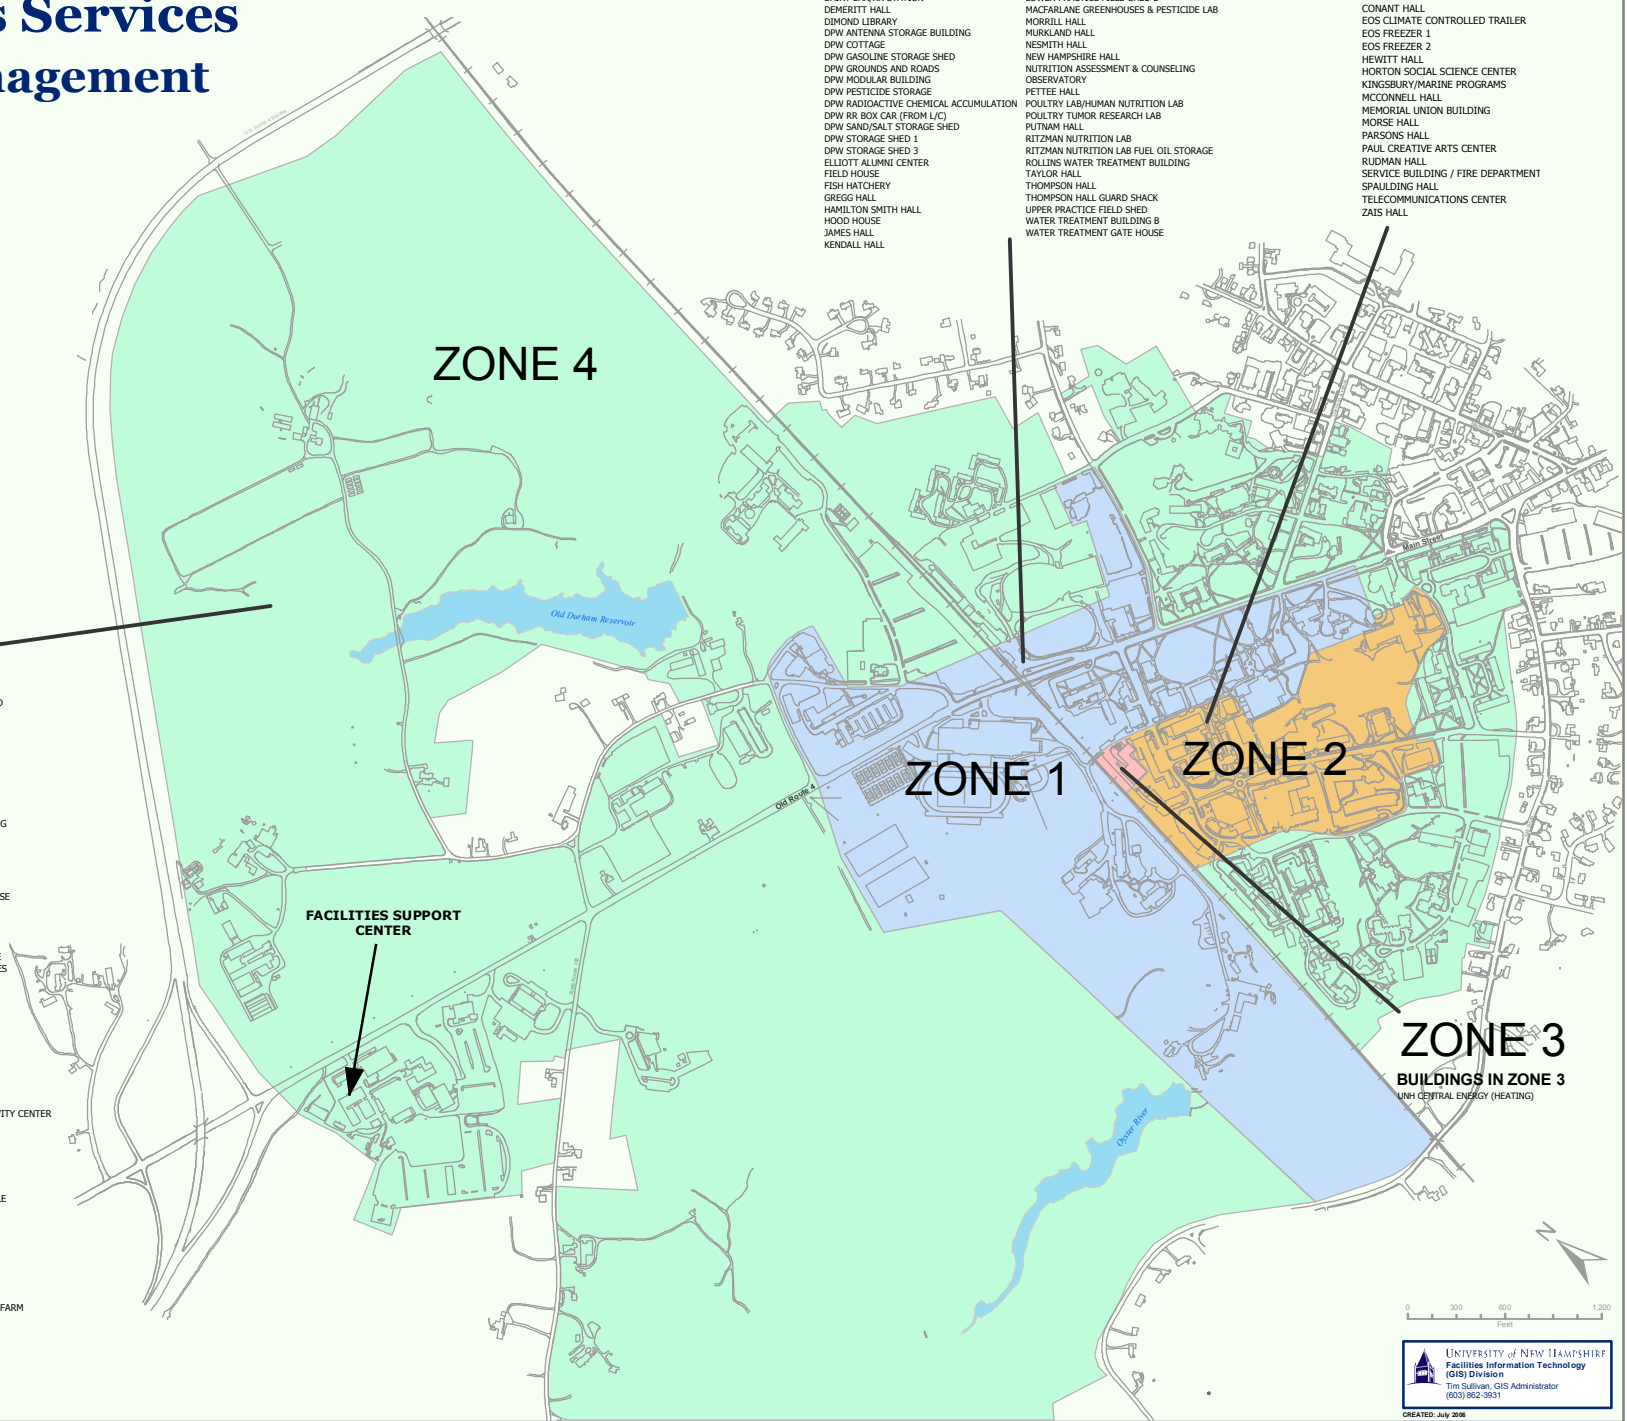 s Services
nagement
DEMERITT HALL
DIMOND LIBRARY
DPW ANTENNA STORAGE BUILDING
DPW COTTAGE
DPW GASOLINE STORAGE SHED
DPW GROUNDS AND ROADS
DPW MODULAR BUILDING
DPW PESTICIDE STORAGE
DPW RADIOACTIVE CHEMICAL ACCUMULATION
DPW RR BOX CAR (FROM L/C)
DPW SAND/SALT STORAGE SHED
DPW STORAGE SHED 1
DPW STORAGE SHED 3
ELLIOTT ALUMNI CENTER
FIELD HOUSE
FISH HATCHERY
GREGG HALL
HAMILTON SMITH HALL
HOOD HOUSE
JAMES HALL
KENDALL HALL
MACFARLANE GREENHOUSES & PESTICIDE LAB
MORRILL HALL
MURKLAND HALL
NESMITH HALL
NEW HAMPSHIRE HALL
NUTRITION ASSESSMENT & COUNSELING
OBSERVATORY
PETTEE HALL
POULTRY LAB/HUMAN NUTRITION LAB
POULTRY TUMOR RESEARCH LAB
PUTNAM HALL
RITZMAN NUTRITION LAB
RITZMAN NUTRITION LAB FUEL OIL STORAGE
ROLLINS WATER TREATMENT BUILDING
TAYLOR HALL
THOMPSON HALL
THOMPSON HALL GUARD SHACK
UPPER PRACTICE FIELD SHED
WATER TREATMENT BUILDING B
WATER TREATMENT GATE HOUSE
CONANT HALL
EOS CLIMATE CONTROLLED TRAILER
EOS FREEZER 1
EOS FREEZER 2
HEWITT HALL
HORTON SOCIAL SCIENCE CENTER
KINGSBURY/MARINE PROGRAMS
MCCONNELL HALL
MEMORIAL UNION BUILDING
MORSE HALL
PARSONS HALL
PAUL CREATIVE ARTS CENTER
RUDMAN HALL
SERVICE BUILDING / FIRE DEPARTMENT
SPAULDING HALL
TELECOMMUNICATIONS CENTER
ZAIS HALL
ZONE 4
Main Street
Old Durham Reservoir
ZONE 1
ZONE 2
Old Route 4
G
SE
FACILITIES SUPPORT
CENTER
ES
ZONE 3
BUILDINGS IN ZONE 3
UNH CENTRAL ENERGY (HEATING)
ITY CENTER
Oyster River
LE
FARM
N
0 300 600 1,200
Feet
UNIVERSITY of NEW HAMPSHIRE
Facilities Information Technology
(GIS) Division
Tim Sullivan, GIS Administrator
(603) 862-3931
CREATED: July 2006